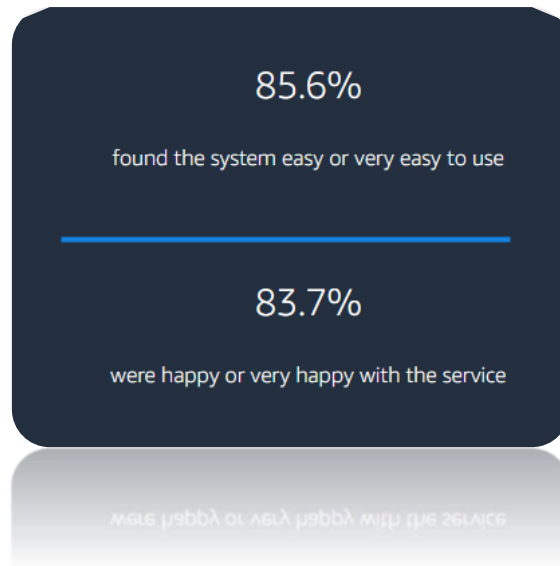 85.6%
found the system easy or very easy to use
83.7%
were happy or very happy with the service